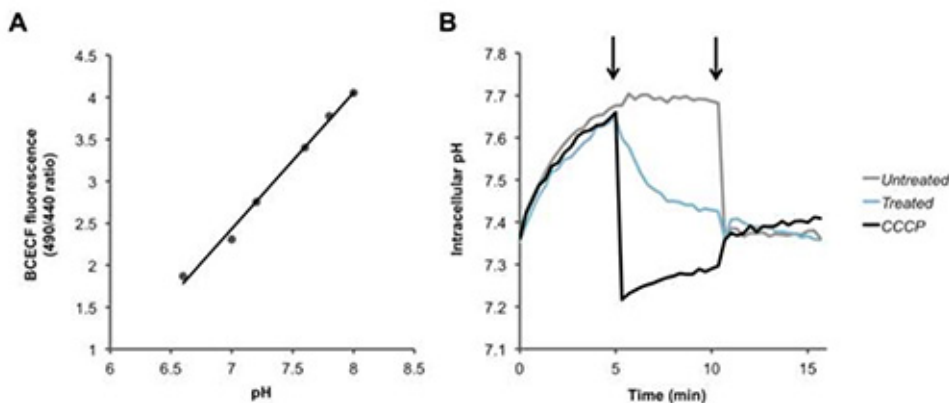 A
BCECF fluorescence
(490/440 ratio)
4.5
4
3.5
3
2.5
2
1.5
1
6
6.5
7
7.5
8
8.5
pH
B
Intracellular pH
7.8
7.7
7.6
7.5
7.4
7.3
7.2
7.1
0
5
10
15
Time (min)
Untreated
Treated
CCCP